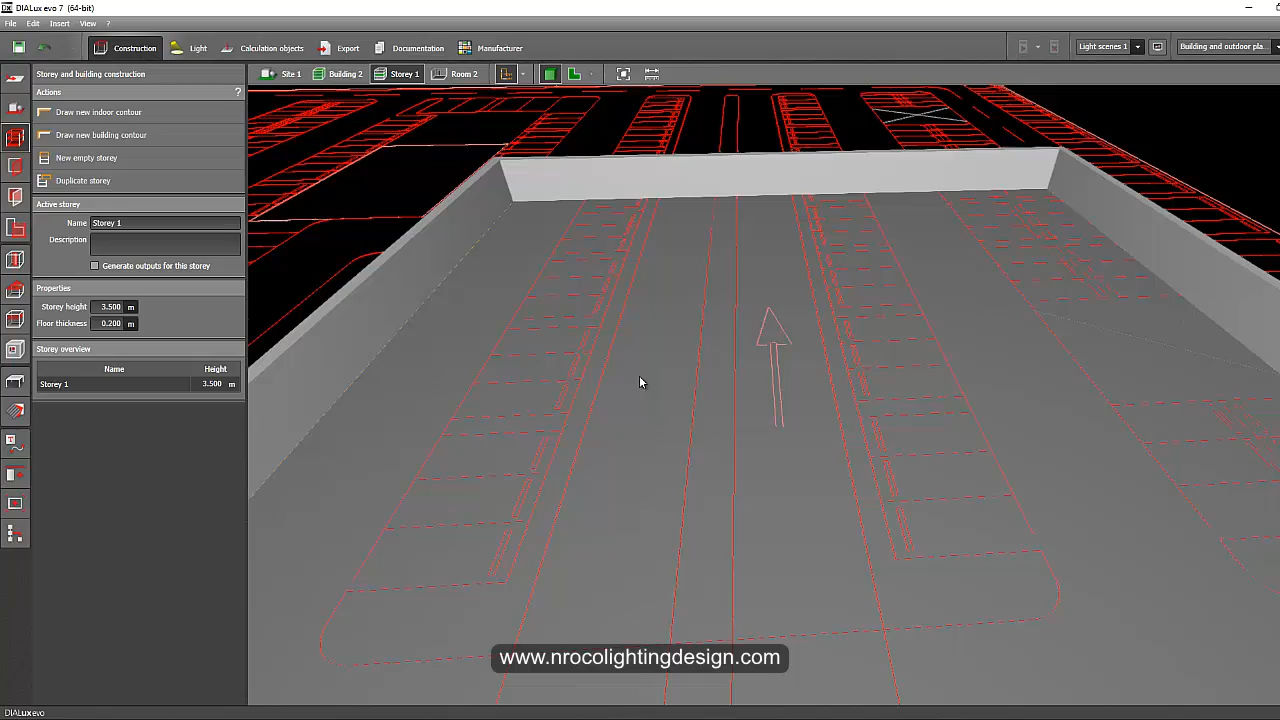 DIALux evo 7 (64-bit)
File Edit Insert View ?
Construction Light Calculation objects Export Documentation Manufacturer Light scenes 1 Building and outdoor pla...
Storey and building construction Site 1 Building 2 Storey 1 Room 2
Actions ?
Draw new indoor contour
Draw new building contour
New empty storey
Duplicate storey
Active storey
Name Storey 1
Description
Generate outputs for this storey
Properties
Storey height 3.500 m
Floor thickness 0.200 m
Storey overview
Name Height
Storey 1 3.500 m
www.nrocolightingdesign.com
DIALux evo